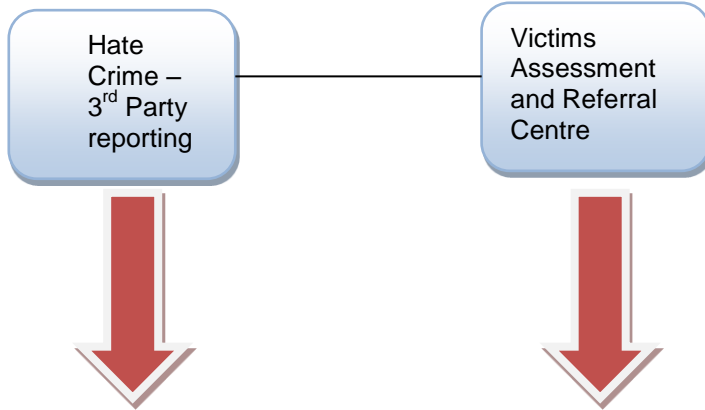 Hate
Crime –
3rd Party
reporting
Victims
Assessment
and Referral
Centre